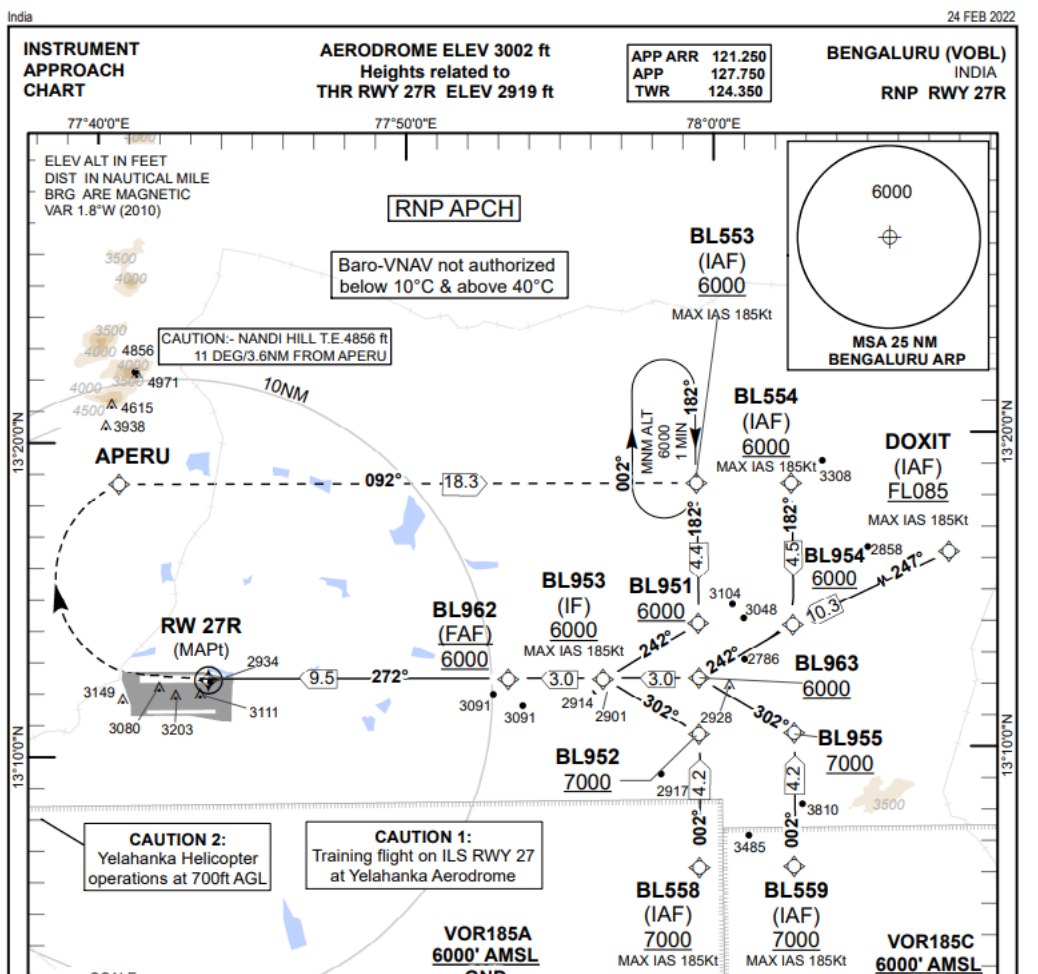 India
24 FEB 2022
INSTRUMENT
APPROACH
CHART
AERODROME ELEV 3002 ft
Heights related to
THR RWY 27R ELEV 2919 ft
APP ARR 121.250
APP 127.750
TWR 124.350
BENGALURU (VOBL)
INDIA
RNP RWY 27R
77°40'0"E
77°50'0"E
78°0'0"E
4000
ELEV ALT IN FEET
DIST IN NAUTICAL MILE
BRG ARE MAGNETIC
VAR 1.8°W (2010)
RNP APCH
6000
MSA 25 NM
BENGALURU ARP
Baro-VNAV not authorized
below 10°C & above 40°C
BL553
(IAF)
6000
MAX IAS 185Kt
3500
4000
3500
4000
4856
4000
3500
4971
4000
4500
4615
3938
CAUTION:- NANDI HILL T.E.4856 ft
11 DEG/3.6NM FROM APERU
10NM
13°20'0"N
13°20'0"N
APERU
092°
18.3
002°
MNM ALT
6000
1 MIN
182°
BL554
(IAF)
6000
MAX IAS 185Kt
3308
DOXIT
(IAF)
FL085
MAX IAS 185Kt
182°
4.4
182°
4.5
BL954
6000
2858
247°
10.3
BL951
6000
3104
3048
BL953
(IF)
6000
MAX IAS 185Kt
BL962
(FAF)
6000
RW 27R
(MAPt)
2934
242°
242°
2786
BL963
6000
9.5
272°
3.0
3.0
3149
3080
3203
3111
3091
3091
2914
2901
302°
2928
302°
BL955
7000
BL952
7000
2917
4.2
4.2
13°10'0"N
13°10'0"N
3500
3810
002°
002°
3485
CAUTION 2:
Yelahanka Helicopter
operations at 700ft AGL
CAUTION 1:
Training flight on ILS RWY 27
at Yelahanka Aerodrome
BL558
(IAF)
7000
MAX IAS 185Kt
BL559
(IAF)
7000
MAX IAS 185Kt
VOR185A
6000' AMSL
VOR185C
6000' AMSL